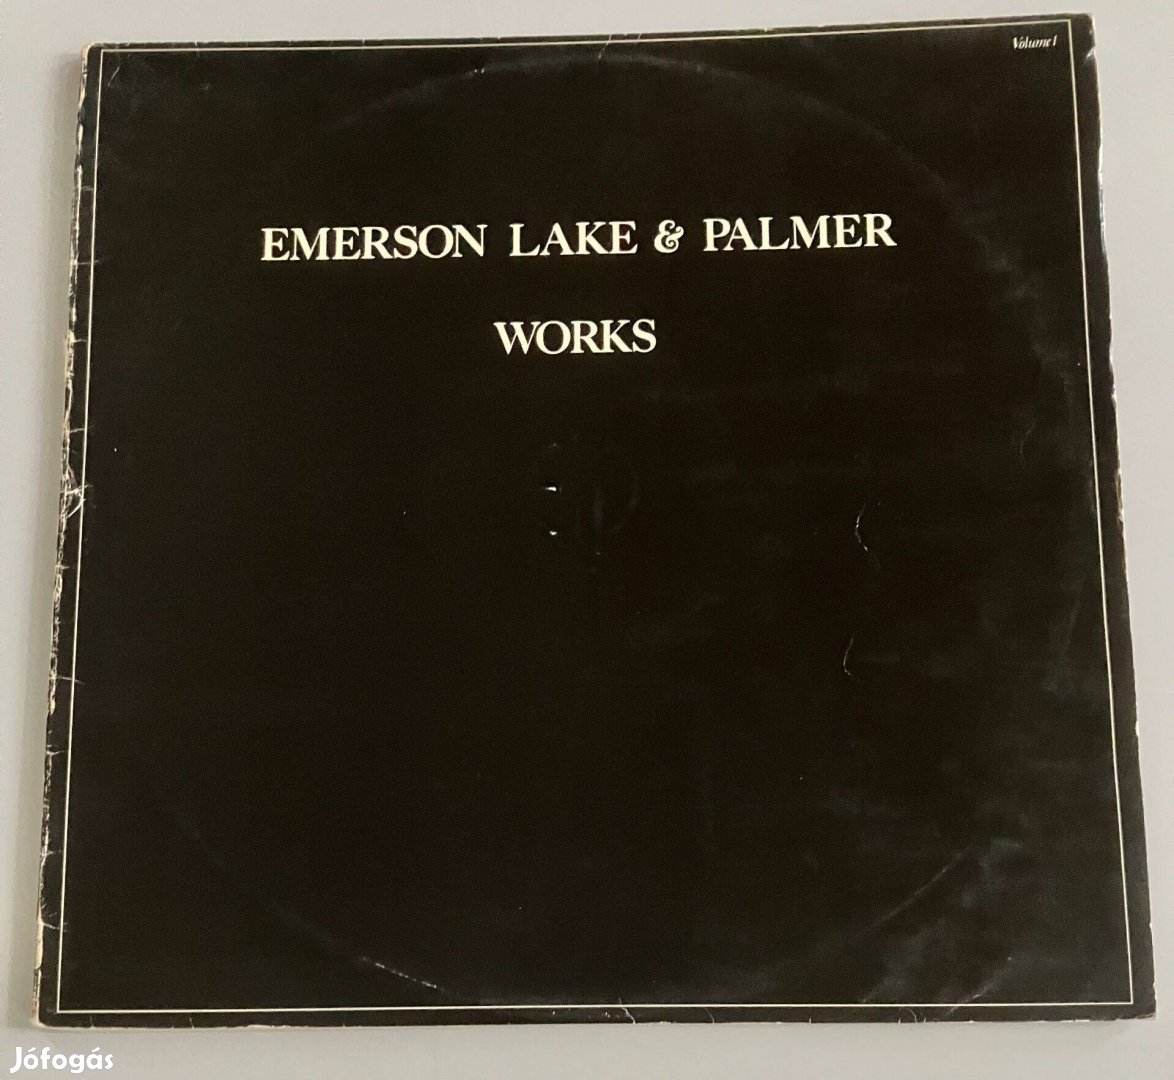 Volume 1
EMERSON LAKE & PALMER
WORKS
Jófogás